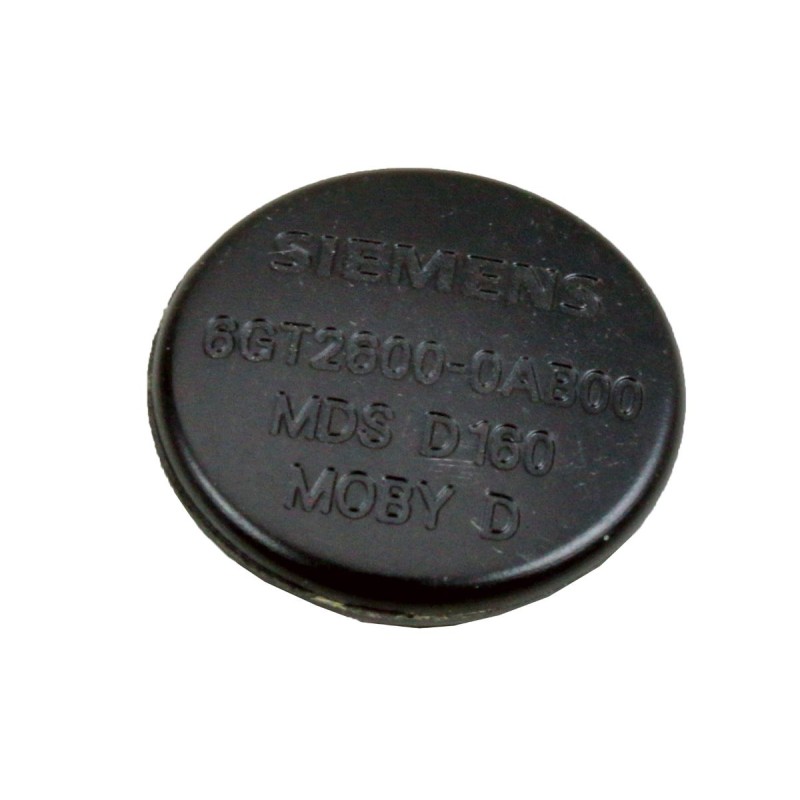 SIEMENS
6GT2600-0AB00
MDS D160
MOBY D